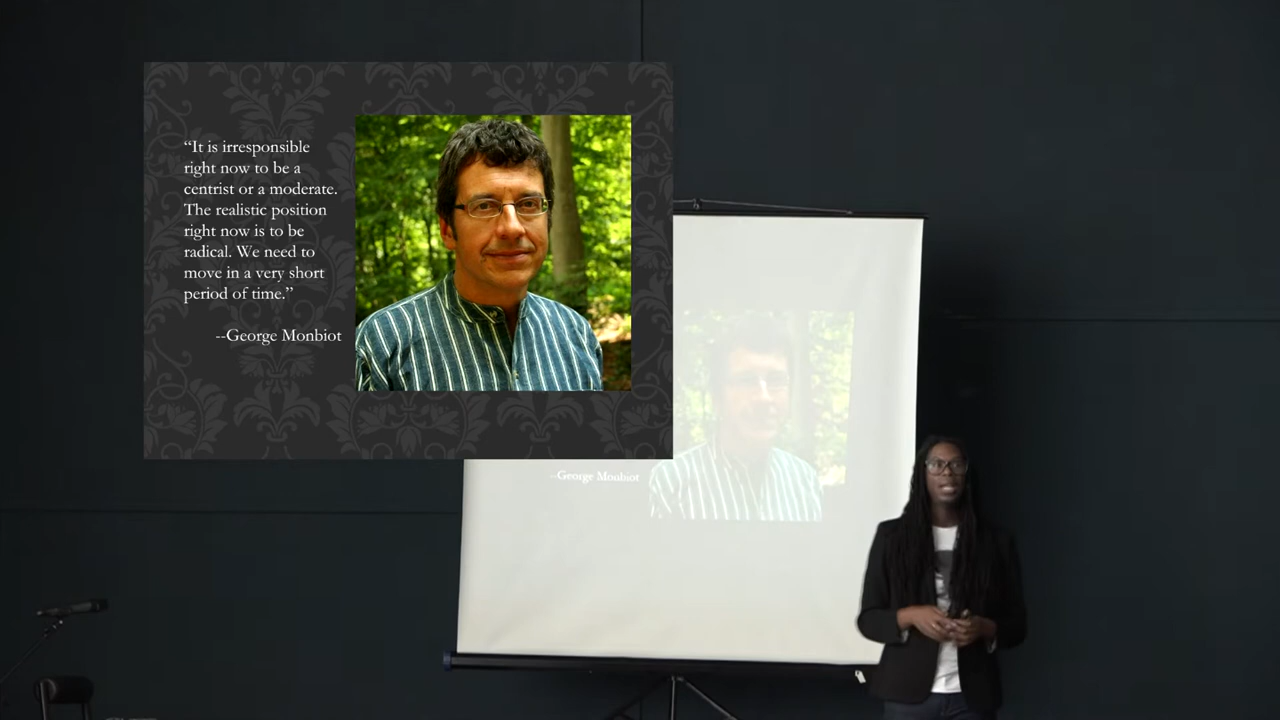 “It is irresponsible
right now to be a
centrist or a moderate.
The realistic position
right now is to be
radical. We need to
move in a very short
period of time.”
--George Monbiot
--George Monbiot